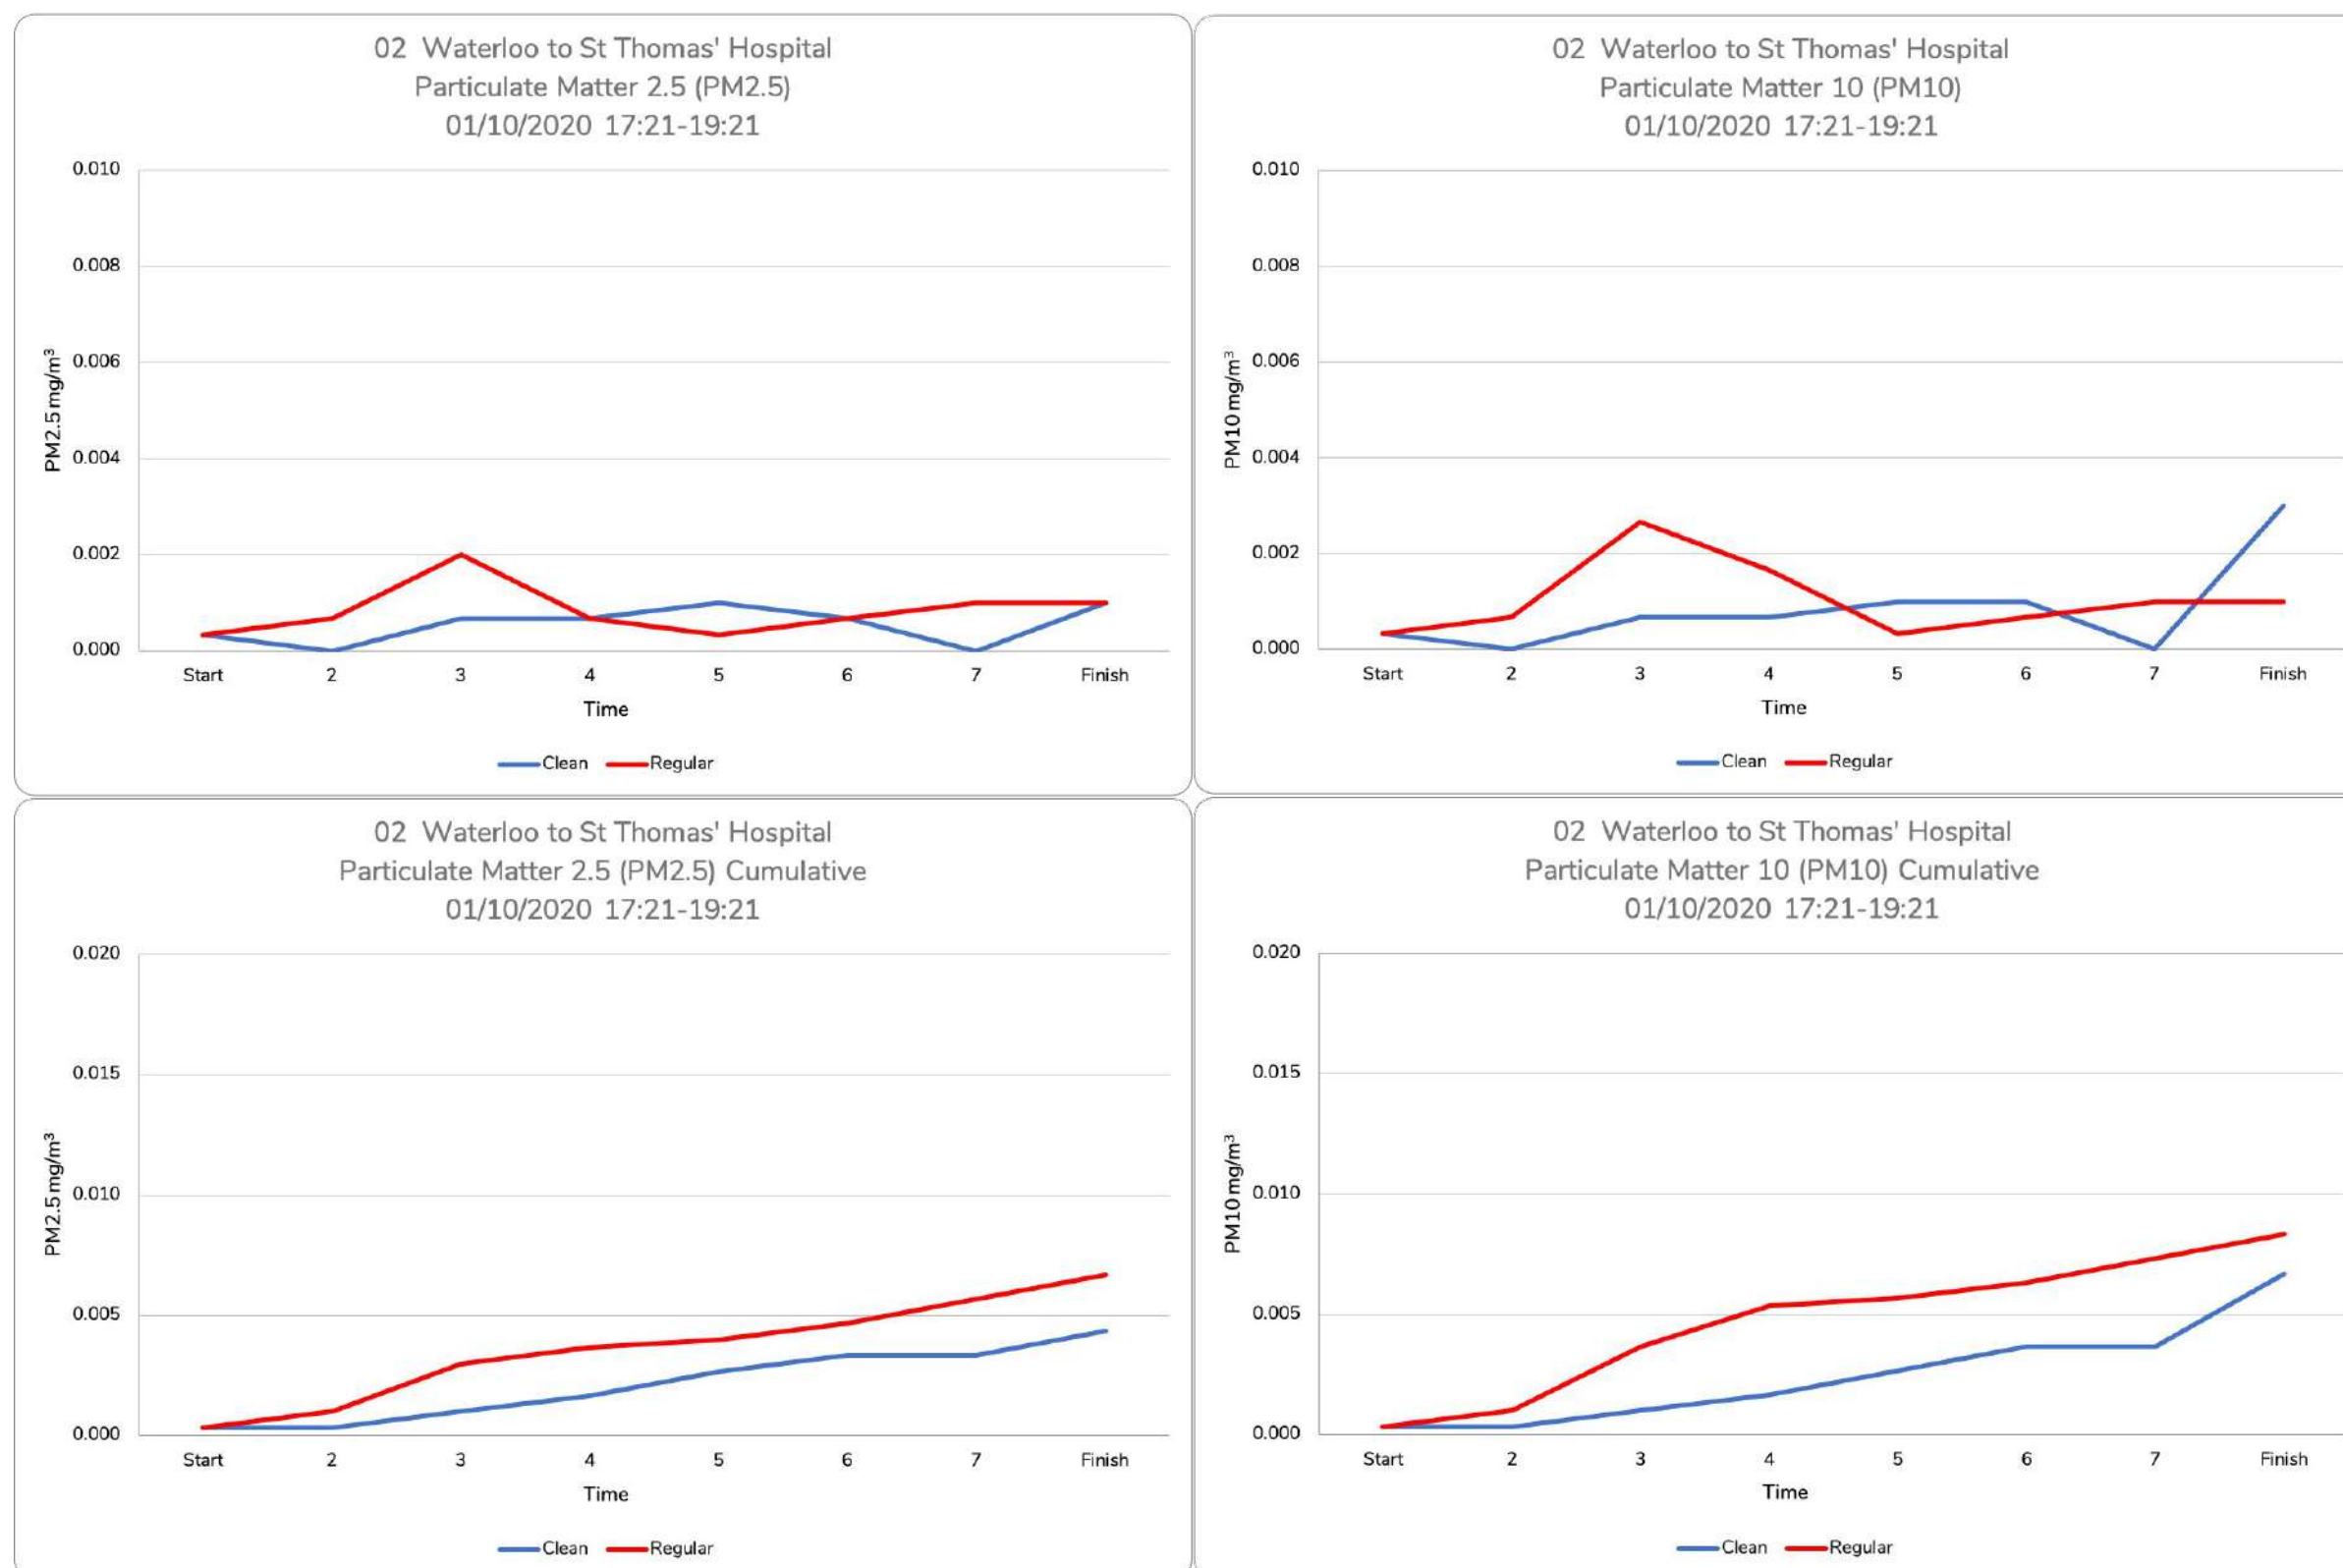 02 Waterloo to St Thomas' Hospital
Particulate Matter 2.5 (PM2.5)
01/10/2020 17:21-19:21
0.010
0.008
0.006
0.004
0.002
0.000
PM2.5 mg/m³
Start 2 3 4 5 6 7 Finish
Time
Clean Regular
02 Waterloo to St Thomas' Hospital
Particulate Matter 10 (PM10)
01/10/2020 17:21-19:21
0.010
0.008
0.006
0.004
0.002
0.000
PM10 mg/m³
Start 2 3 4 5 6 7 Finish
Time
Clean Regular
02 Waterloo to St Thomas' Hospital
Particulate Matter 2.5 (PM2.5) Cumulative
01/10/2020 17:21-19:21
0.020
0.015
0.010
0.005
0.000
PM2.5 mg/m³
Start 2 3 4 5 6 7 Finish
Time
Clean Regular
02 Waterloo to St Thomas' Hospital
Particulate Matter 10 (PM10) Cumulative
01/10/2020 17:21-19:21
0.020
0.015
0.010
0.005
0.000
PM10 mg/m³
Start 2 3 4 5 6 7 Finish
Time
Clean Regular